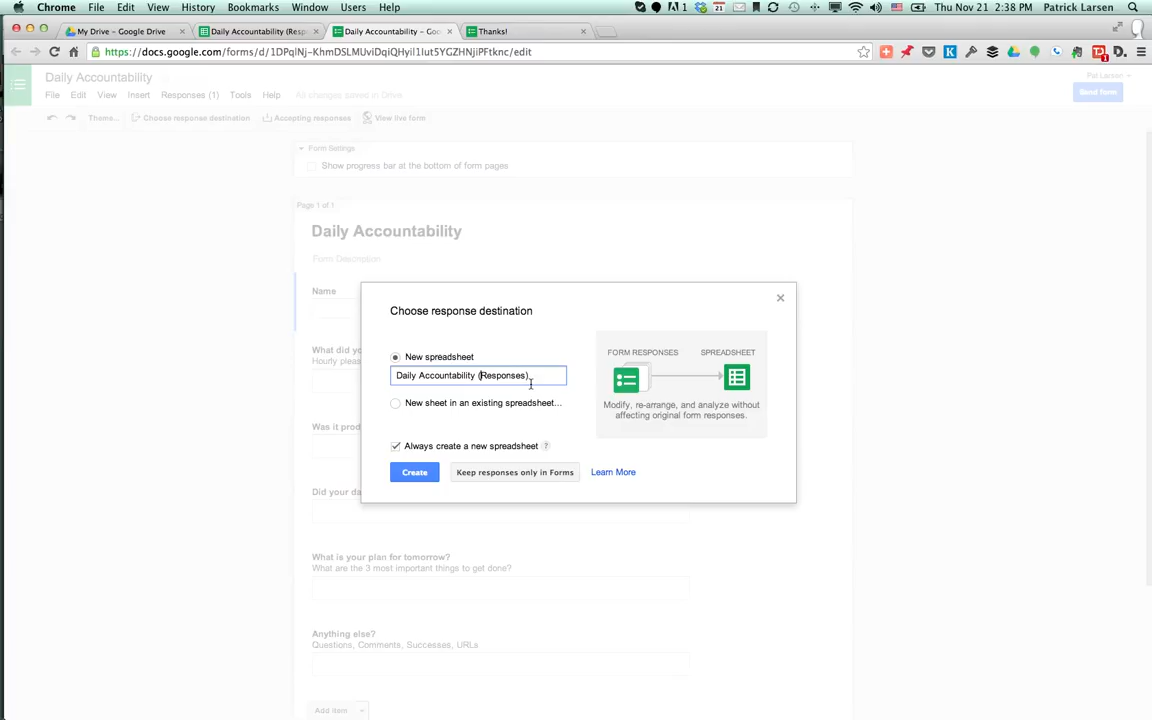 Chrome File Edit View History Bookmarks Window Users Help
1 21 Thu Nov 21 2:38 PM Patrick Larsen
My Drive – Google Drive
Daily Accountability (Resp
Daily Accountability – Goo
Thanks!
https://docs.google.com/forms/d/1DPqlNj-KhmDSLMUviDqiQHyil1Iut5YGZHNjiPFtknc/edit
Daily Accountability
Pat Larsen
File Edit View Insert Responses (1) Tools Help All changes saved in Drive
Send form
Theme...
Choose response destination
Accepting responses
View live form
Form Settings
Show progress bar at the bottom of form pages
Page 1 of 1
Daily Accountability
Form Description
Name
What did yo
Hourly pleas
Was it prod
Did your da
What is your plan for tomorrow?
What are the 3 most important things to get done?
Anything else?
Questions, Comments, Successes, URLs
Add item
Choose response destination
New spreadsheet
Daily Accountability (Responses)
New sheet in an existing spreadsheet...
Always create a new spreadsheet ?
Create
Keep responses only in Forms
Learn More
FORM RESPONSES
SPREADSHEET
Modify, re-arrange, and analyze without
affecting original form responses.